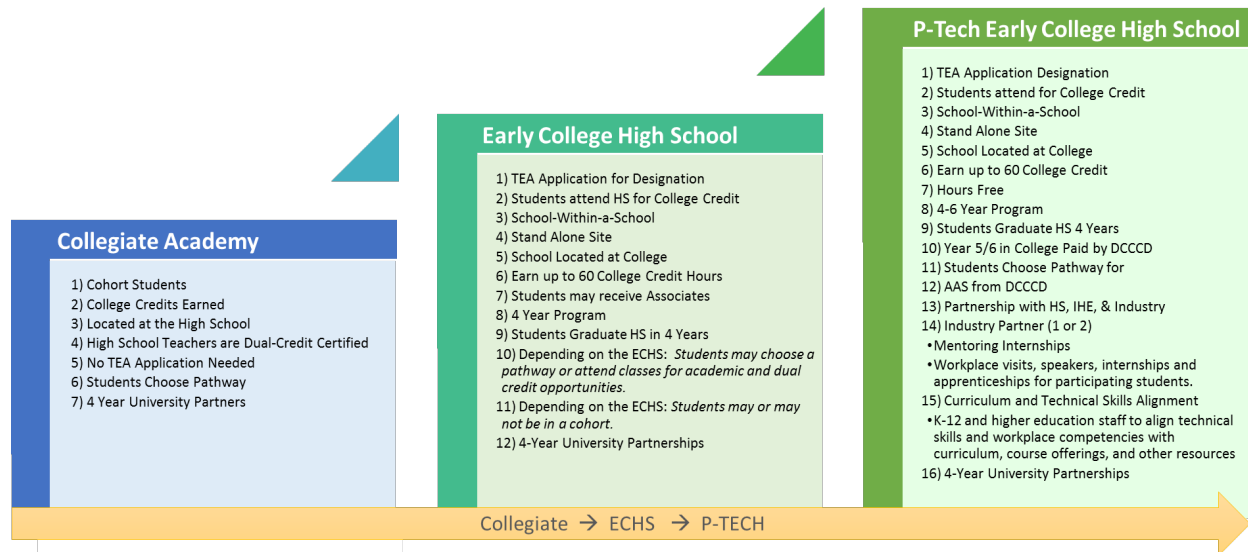 Collegiate Academy
1) Cohort Students
2) College Credits Earned
3) Located at the High School
4) High School Teachers are Dual-Credit Certified
5) No TEA Application Needed
6) Students Choose Pathway
7) 4 Year University Partners
Early College High School
1) TEA Application for Designation
2) Students attend HS for College Credit
3) School-Within-a-School
4) Stand Alone Site
5) School Located at College
6) Earn up to 60 College Credit Hours
7) Students may receive Associates
8) 4 Year Program
9) Students Graduate HS in 4 Years
10) Depending on the ECHS: Students may choose a
pathway or attend classes for academic and dual
credit opportunities.
11) Depending on the ECHS: Students may or may
not be in a cohort.
12) 4-Year University Partnerships
P-Tech Early College High School
1) TEA Application Designation
2) Students attend for College Credit
3) School-Within-a-School
4) Stand Alone Site
5) School Located at College
6) Earn up to 60 College Credit
7) Hours Free
8) 4-6 Year Program
9) Students Graduate HS 4 Years
10) Year 5/6 in College Paid by DCCCD
11) Students Choose Pathway for
12) AAS from DCCCD
13) Partnership with HS, IHE, & Industry
14) Industry Partner (1 or 2)
•Mentoring Internships
•Workplace visits, speakers, internships and
apprenticeships for participating students.
15) Curriculum and Technical Skills Alignment
•K-12 and higher education staff to align technical
skills and workplace competencies with
curriculum, course offerings, and other resources
16) 4-Year University Partnerships
Collegiate → ECHS → P-TECH